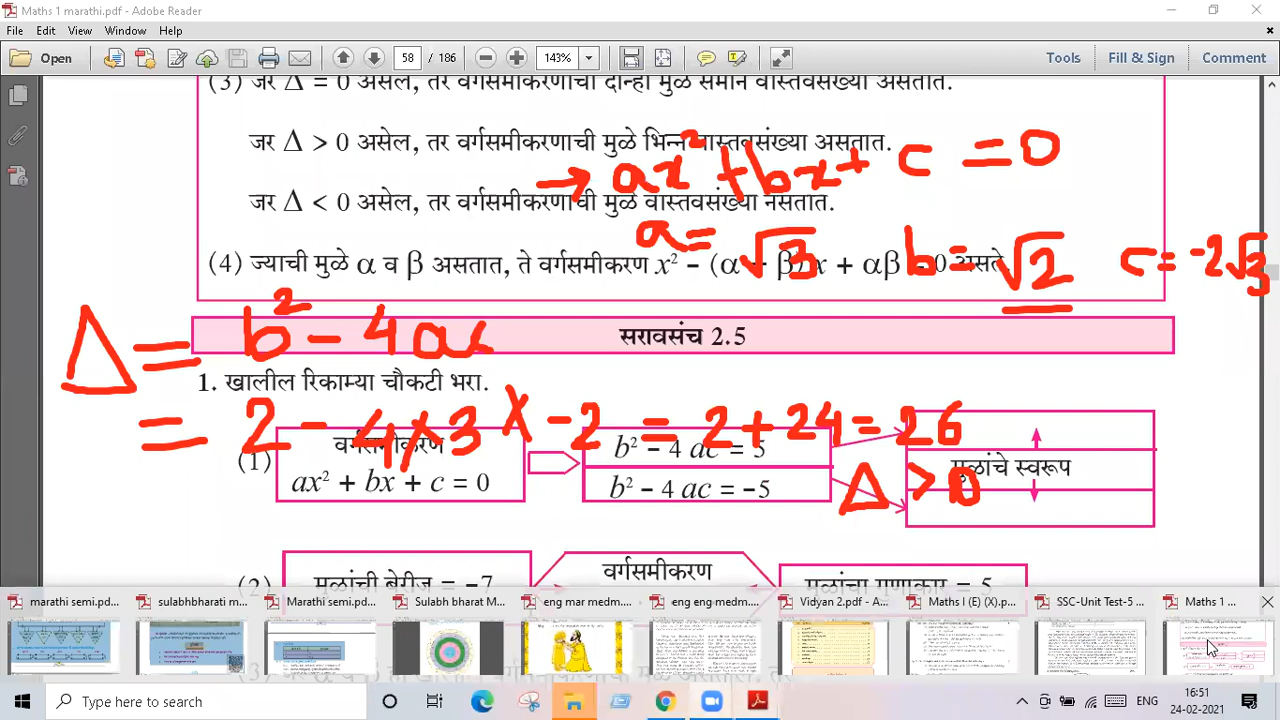 Maths 1 marathi.pdf - Adobe Reader
File Edit View Window Help
Open 58 / 186 143% Tools Fill & Sign Comment
(3) जर Δ = 0 असेल, तर वर्गसमीकरणाची दोन्ही मुळे समान वास्तवसंख्या असतात.
जर Δ > 0 असेल, तर वर्गसमीकरणाची मुळे भिन्न वास्तवसंख्या असतात.
→ ax² + bx + c = 0
जर Δ < 0 असेल, तर वर्गसमीकरणाची मुळे वास्तवसंख्या नसतात.
a = √3 b = √2 c = -2√3
(4) ज्याची मुळे α व β असतात, ते वर्गसमीकरण x² – (α + β) x + αβ = 0 असते
Δ = b² - 4ac
सरावसंच 2.5
1. खालील रिकाम्या चौकटी भरा.
= 2 - 4 × 3 × -2 = 2 + 24 = 26
(1) वर्गसमीकरण
ax² + bx + c = 0
b² – 4 ac = 5
b² – 4 ac = –5
मुळांचे स्वरूप
Δ > 0
(2) मुळांची बेरीज = –7 वर्गसमीकरण मुळांचा गुणाकार = 5
marathi semi.pd... sulabhbharati m... Marathi semi.pd... Sulabh bharat M... eng mar medm.... eng eng medm.... Vidyan 2.pdf - A... Maths I (E) (X).p... SSC-Unit Test-... Maths 1 ...
Type here to search
ENG
16:51
24-02-2021